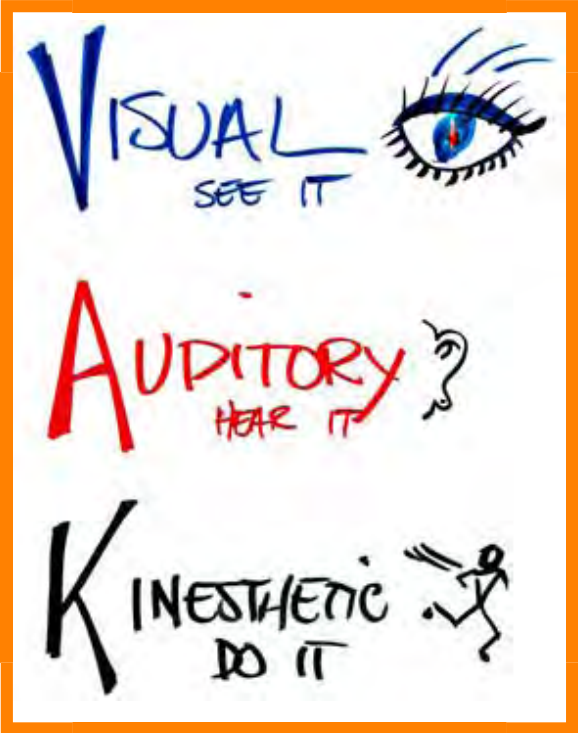 VISUAL
SEE IT
AUDITORY
HEAR IT
KINESTHETIC
DO IT